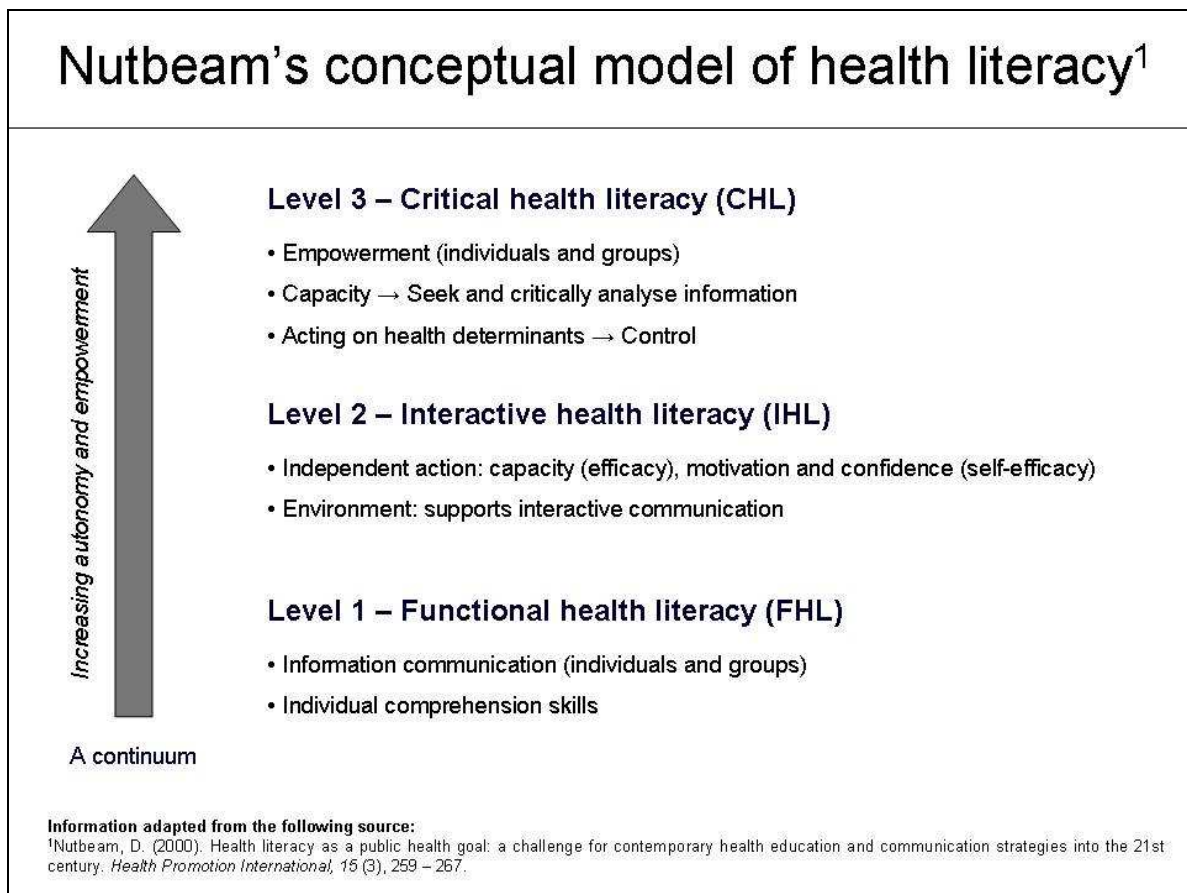 Nutbeam's conceptual model of health literacy¹
Increasing autonomy and empowerment
A continuum
Level 3 – Critical health literacy (CHL)
• Empowerment (individuals and groups)
• Capacity → Seek and critically analyse information
• Acting on health determinants → Control
Level 2 – Interactive health literacy (IHL)
• Independent action: capacity (efficacy), motivation and confidence (self-efficacy)
• Environment: supports interactive communication
Level 1 – Functional health literacy (FHL)
• Information communication (individuals and groups)
• Individual comprehension skills
Information adapted from the following source:
¹Nutbeam, D. (2000). Health literacy as a public health goal: a challenge for contemporary health education and communication strategies into the 21st
century. Health Promotion International, 15 (3), 259 – 267.